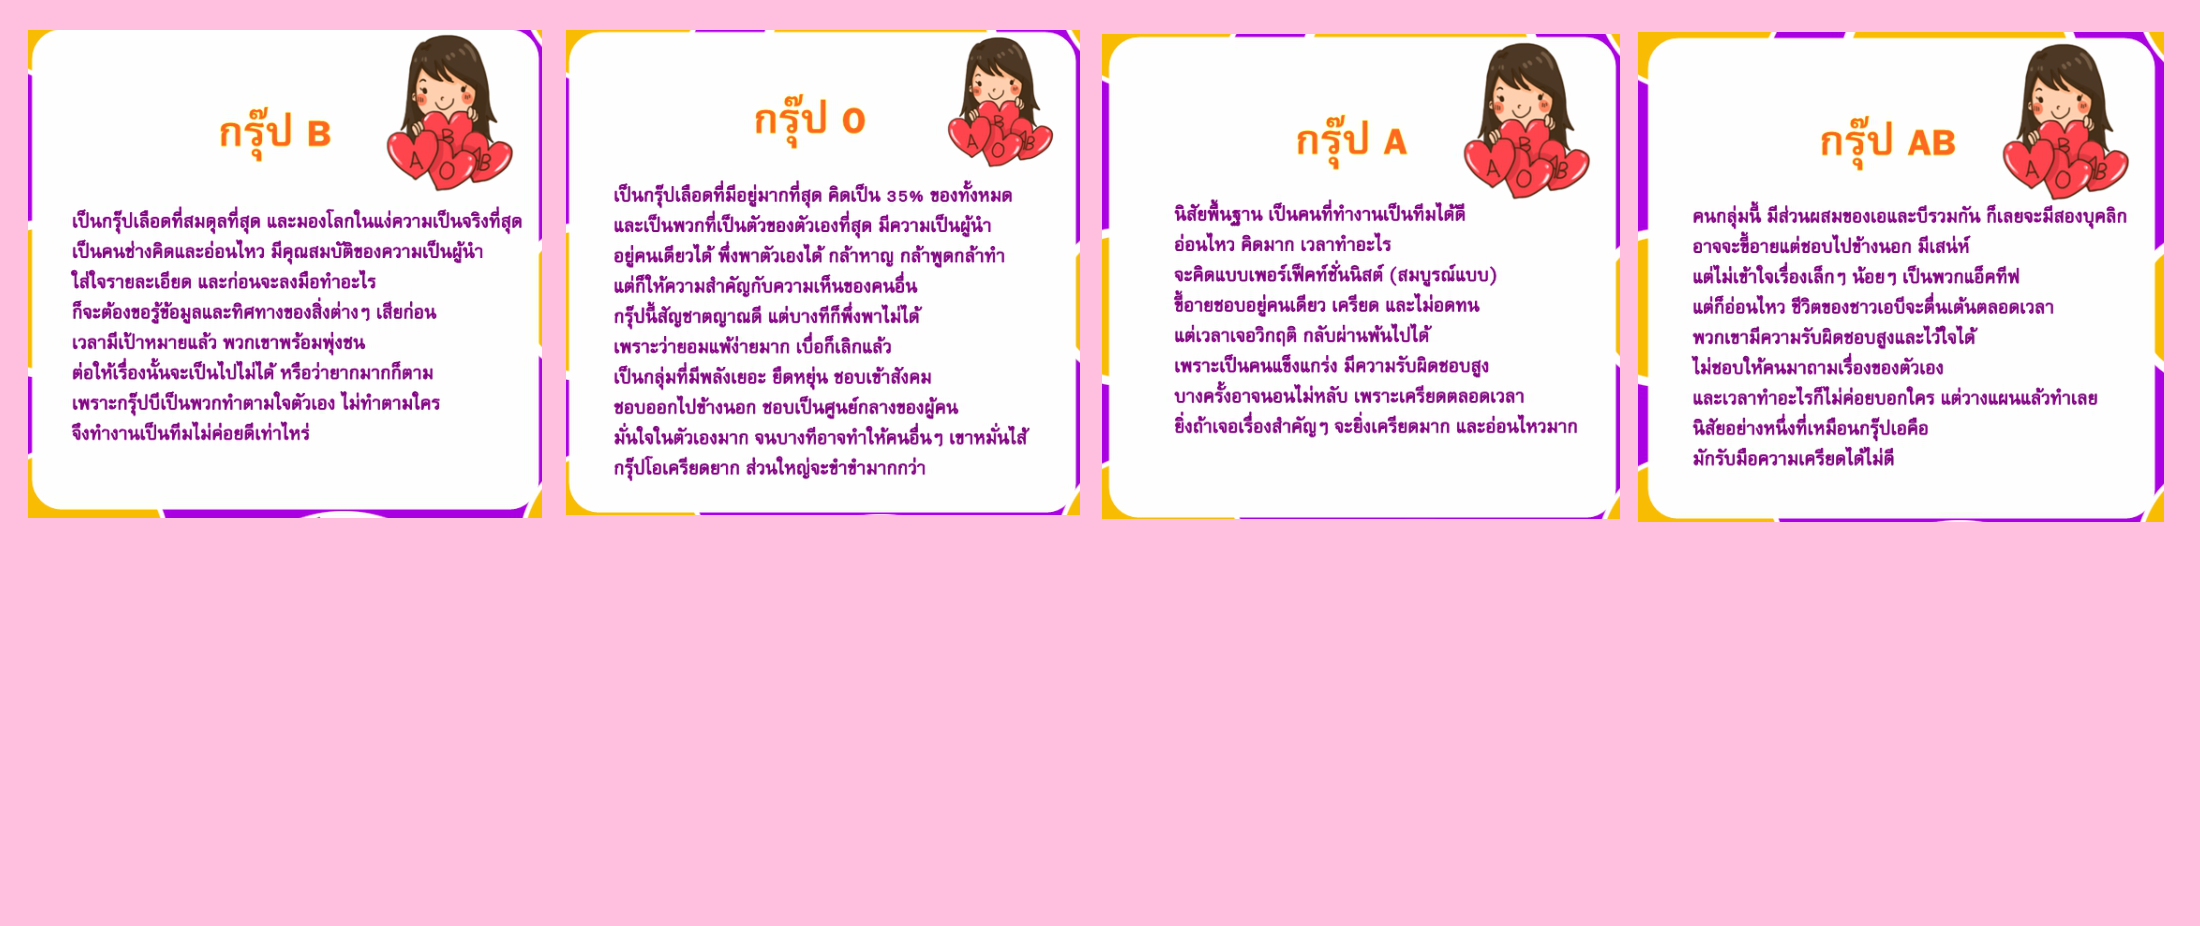 กรุ๊ป B
เป็นกรุ๊ปเลือดที่สมดุลที่สุด และมองโลกในแง่ความเป็นจริงที่สุด
เป็นคนช่างคิดและอ่อนไหว มีคุณสมบัติของความเป็นผู้นำ
ใส่ใจรายละเอียด และก่อนจะลงมือทำอะไร
ก็จะต้องขอรู้ข้อมูลและทิศทางของสิ่งต่างๆ เสียก่อน
เวลามีเป้าหมายแล้ว พวกเขาพร้อมพุ่งชน
ต่อให้เรื่องนั้นจะเป็นไปไม่ได้ หรือว่ายากมากก็ตาม
เพราะกรุ๊ปบีเป็นพวกทำตามใจตัวเอง ไม่ทำตามใคร
จึงทำงานเป็นทีมไม่ค่อยดีเท่าไหร่
A B O B
กรุ๊ป O
เป็นกรุ๊ปเลือดที่มีอยู่มากที่สุด คิดเป็น 35% ของทั้งหมด
และเป็นพวกที่เป็นตัวของตัวเองที่สุด มีความเป็นผู้นำ
อยู่คนเดียวได้ พึ่งพาตัวเองได้ กล้าหาญ กล้าพูดกล้าทำ
แต่ก็ให้ความสำคัญกับความเห็นของคนอื่น
กรุ๊ปนี้สัญชาตญาณดี แต่บางทีก็พึ่งพาไม่ได้
เพราะว่ายอมแพ้ง่ายมาก เบื่อก็เลิกแล้ว
เป็นกลุ่มที่มีพลังเยอะ ยืดหยุ่น ชอบเข้าสังคม
ชอบออกไปข้างนอก ชอบเป็นศูนย์กลางของผู้คน
มั่นใจในตัวเองมาก จนบางทีอาจทำให้คนอื่นๆ เขาหมั่นไส้
กรุ๊ปโอเครียดยาก ส่วนใหญ่จะขำขำมากกว่า
A B O AB
กรุ๊ป A
นิสัยพื้นฐาน เป็นคนที่ทำงานเป็นทีมได้ดี
อ่อนไหว คิดมาก เวลาทำอะไร
จะคิดแบบเพอร์เฟ็คท์ชั่นนิสต์ (สมบูรณ์แบบ)
ขี้อายชอบอยู่คนเดียว เครียด และไม่อดทน
แต่เวลาเจอวิกฤติ กลับผ่านพ้นไปได้
เพราะเป็นคนแข็งแกร่ง มีความรับผิดชอบสูง
บางครั้งอาจนอนไม่หลับ เพราะเครียดตลอดเวลา
ยิ่งถ้าเจอเรื่องสำคัญๆ จะยิ่งเครียดมาก และอ่อนไหวมาก
A B O AB
กรุ๊ป AB
คนกลุ่มนี้ มีส่วนผสมของเอและบีรวมกัน ก็เลยจะมีสองบุคลิก
อาจจะขี้อายแต่ชอบไปข้างนอก มีเสน่ห์
แต่ไม่เข้าใจเรื่องเล็กๆ น้อยๆ เป็นพวกแอ็คทีฟ
แต่ก็อ่อนไหว ชีวิตของชาวเอบีจะตื่นเต้นตลอดเวลา
พวกเขามีความรับผิดชอบสูงและไว้ใจได้
ไม่ชอบให้คนมาถามเรื่องของตัวเอง
และเวลาทำอะไรก็ไม่ค่อยบอกใคร แต่วางแผนแล้วทำเลย
นิสัยอย่างหนึ่งที่เหมือนกรุ๊ปเอคือ
มักรับมือความเครียดได้ไม่ดี
A B O AB